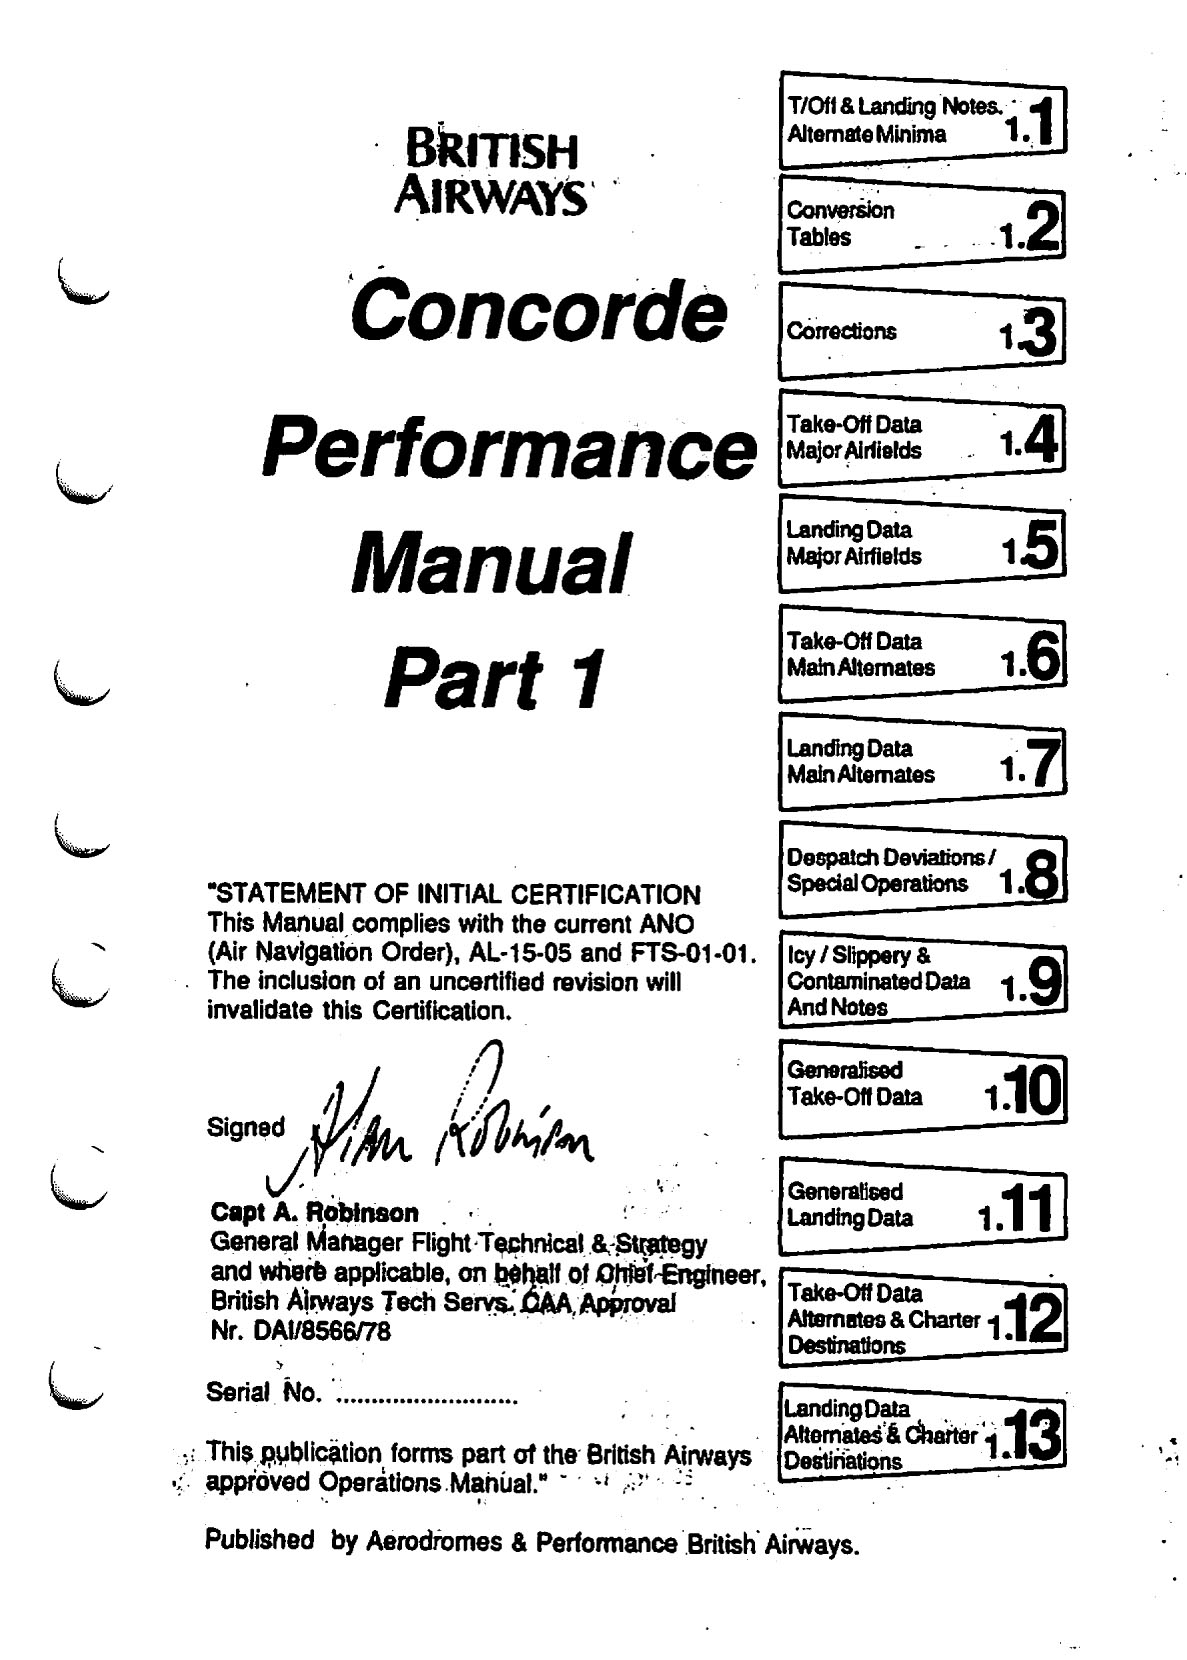 BRITISH
AIRWAYS
Concorde
Performance
Manual
Part 1
"STATEMENT OF INITIAL CERTIFICATION
This Manual complies with the current ANO
(Air Navigation Order), AL-15-05 and FTS-01-01.
The inclusion of an uncertified revision will
invalidate this Certification.
Signed Alan Robinson
Capt A. Robinson
General Manager Flight Technical & Strategy
and where applicable, on behalf of Chief Engineer,
British Airways Tech Servs. CAA Approval
Nr. DAI/8566/78
Serial No. ..........................
This publication forms part of the British Airways
approved Operations Manual."
Published by Aerodromes & Performance British Airways.
T/Off & Landing Notes.
Alternate Minima 1.1
Conversion
Tables 1.2
Corrections 1.3
Take-Off Data
Major Airfields 1.4
Landing Data
Major Airfields 1.5
Take-Off Data
Main Alternates 1.6
Landing Data
Main Alternates 1.7
Despatch Deviations /
Special Operations 1.8
Icy / Slippery &
Contaminated Data 1.9
And Notes
Generalised
Take-Off Data 1.10
Generalised
Landing Data 1.11
Take-Off Data
Alternates & Charter 1.12
Destinations
Landing Data
Alternates & Charter 1.13
Destinations